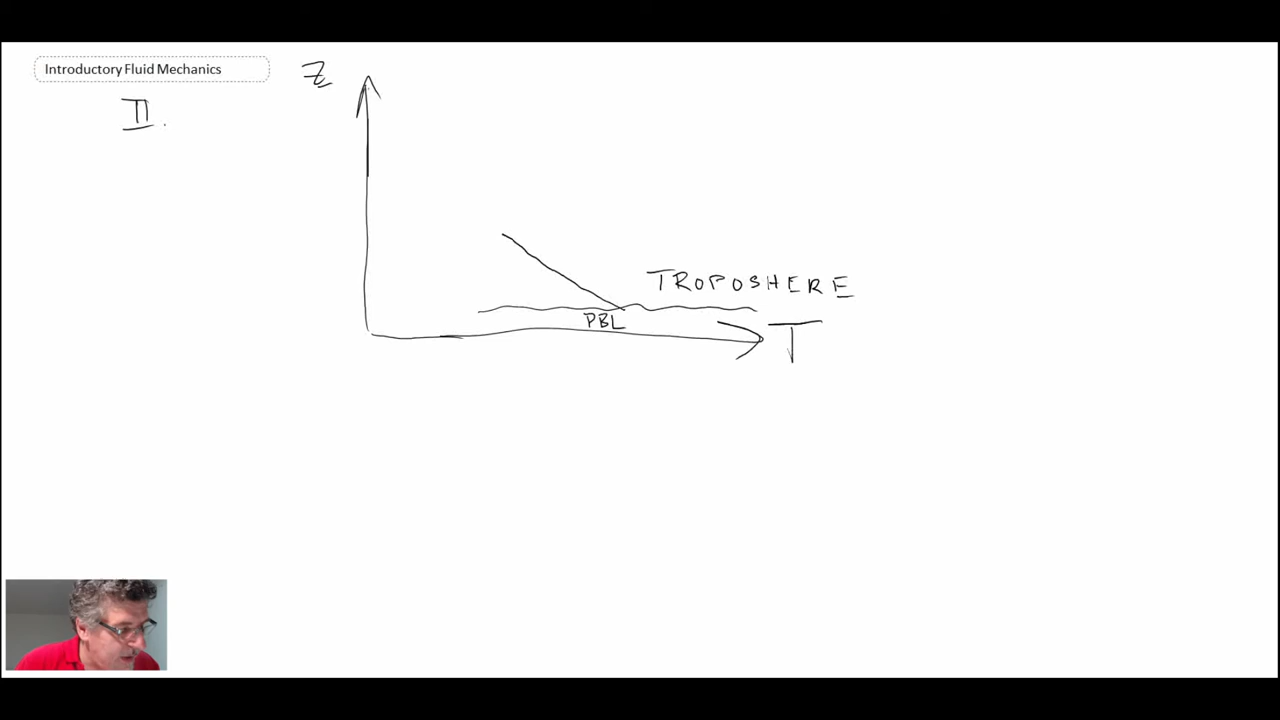 Introductory Fluid Mechanics
Z
II.
TROPOSHERE
PBL
T